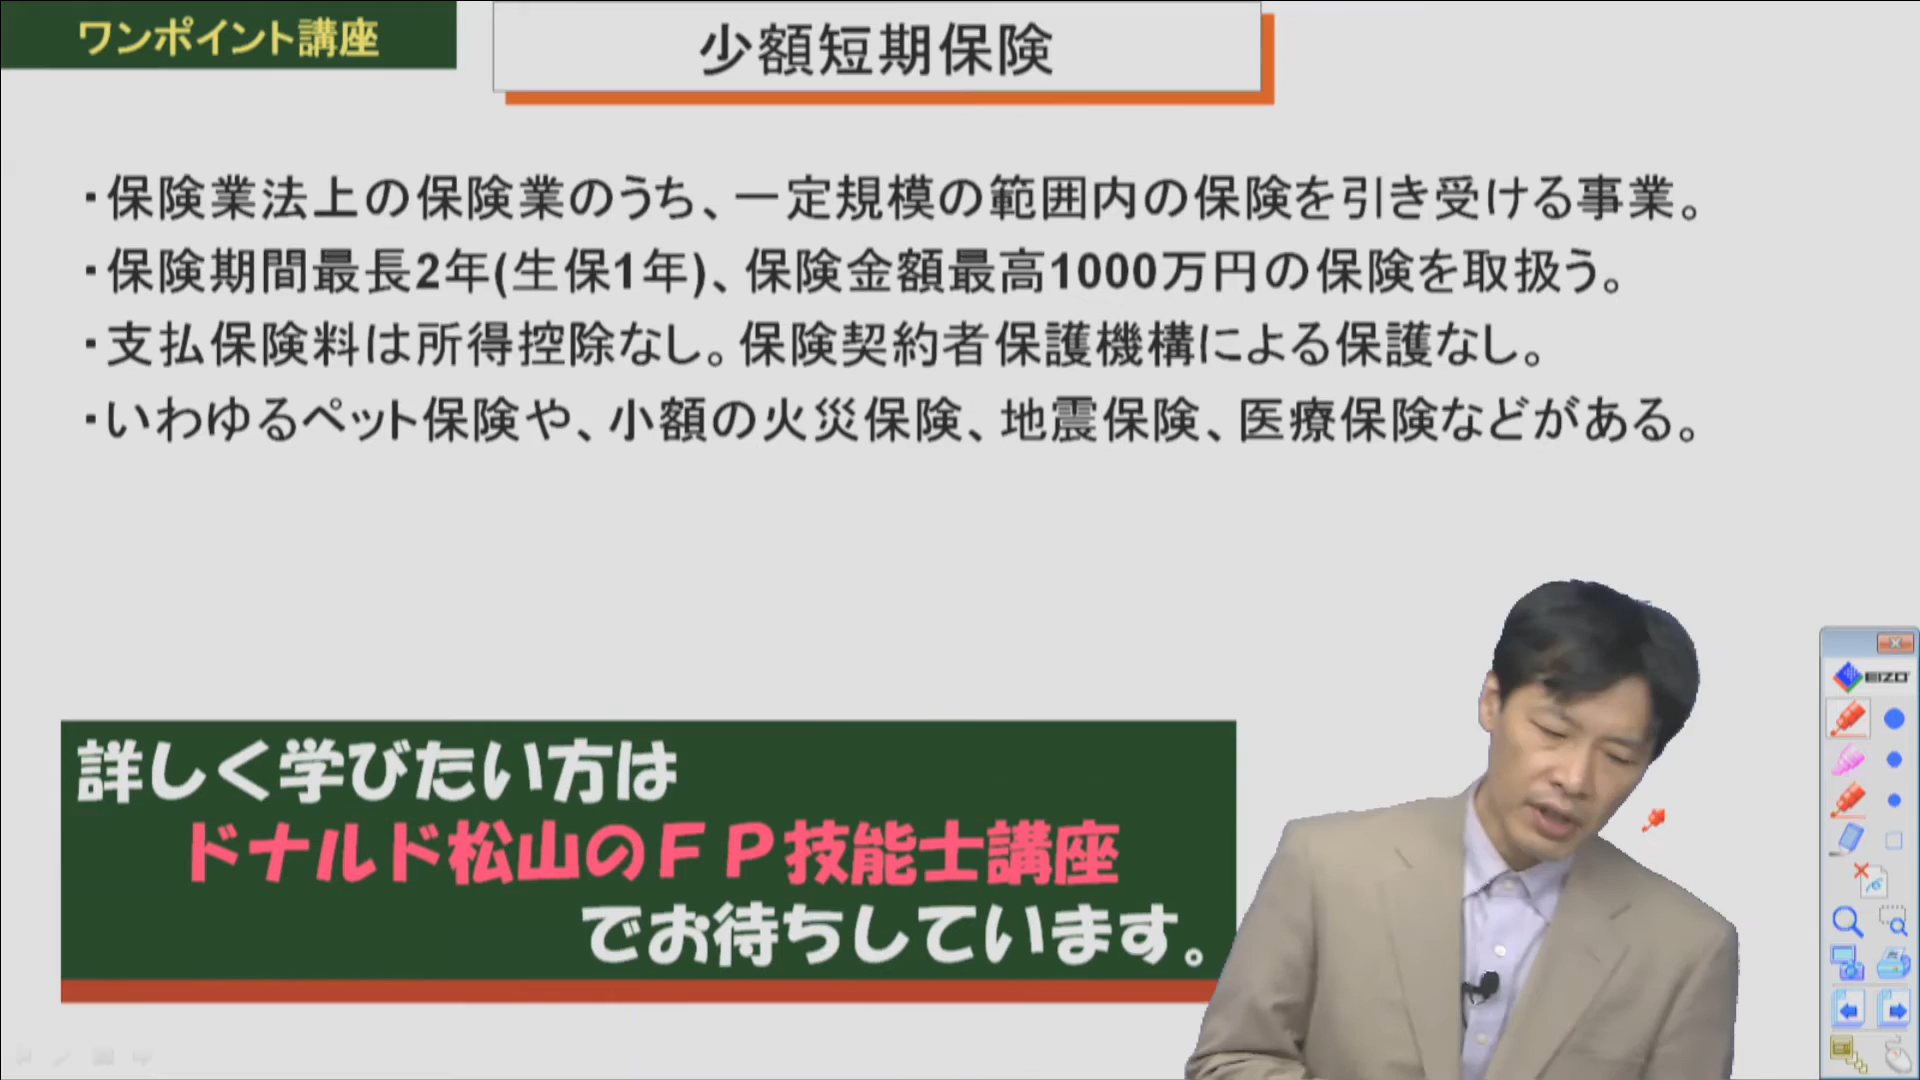 ワンポイント講座
少額短期保険
・保険業法上の保険業のうち、一定規模の範囲内の保険を引き受ける事業。
・保険期間最長2年(生保1年)、保険金額最高1000万円の保険を取扱う。
・支払保険料は所得控除なし。保険契約者保護機構による保護なし。
・いわゆるペット保険や、小額の火災保険、地震保険、医療保険などがある。
詳しく学びたい方は
ドナルド松山のFP技能士講座
でお待ちしています。
EIZO